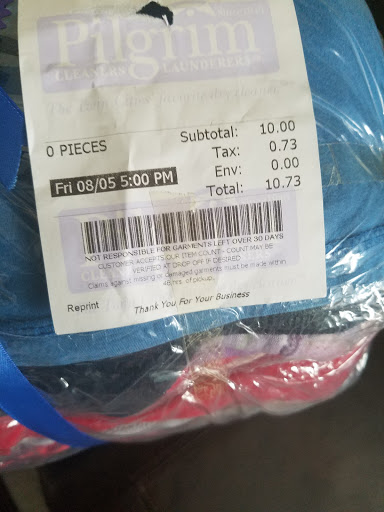 Pilgrim
CLEANERS LAUNDERERS
0 PIECES
Subtotal: 10.00
Tax: 0.73
Env: 0.00
Fri 08/05 5:00 PM
Total: 10.73
NOT RESPONSIBLE FOR GARMENTS LEFT OVER 30 DAYS
CUSTOMER ACCEPTS OUR ITEM COUNT - COUNT MAY BE
VERIFIED AT DROP OFF IF DESIRED
Claims against missing or damaged garments must be made within
48 hrs. of pickup.
Reprint
Thank You For Your Business